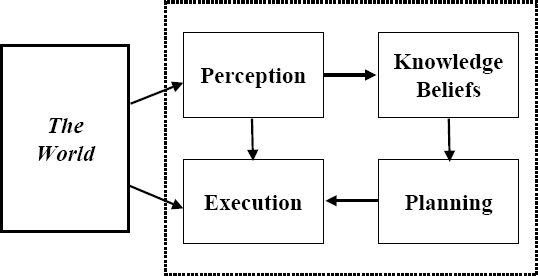 The
World
Perception
Knowledge
Beliefs
Execution
Planning